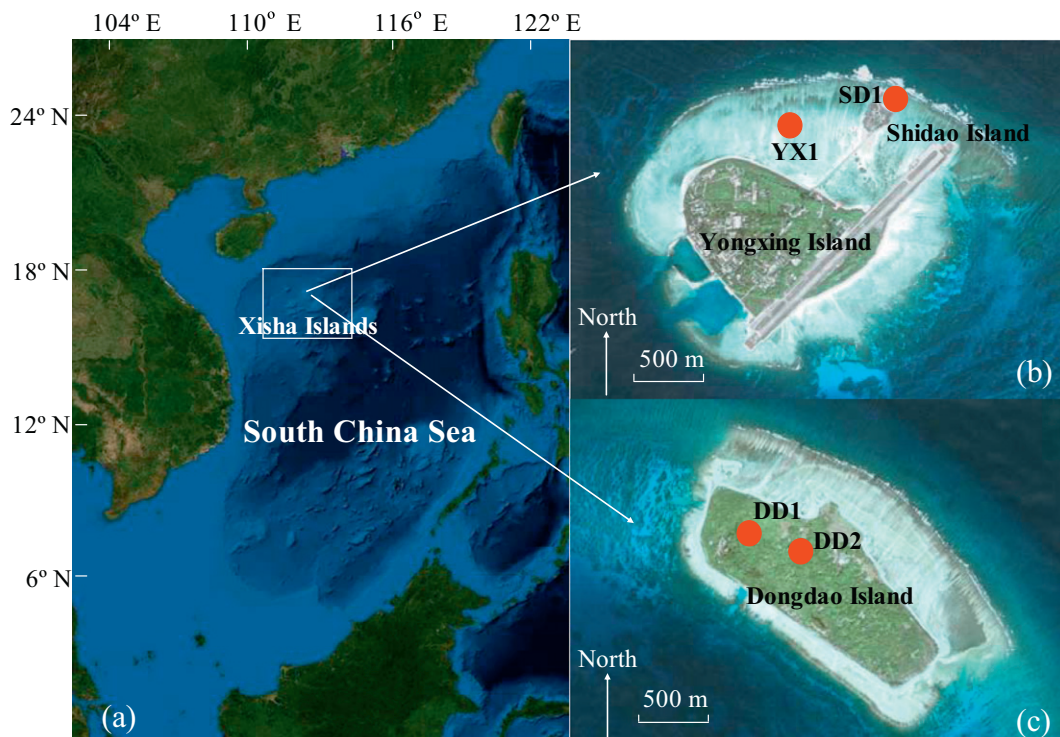 104º E 110º E 116º E 122º E
24º N
18º N
12º N
6º N
Xisha Islands
South China Sea
(a)
SD1
Shidao Island
YX1
Yongxing Island
North
500 m
(b)
DD1
DD2
Dongdao Island
North
500 m
(c)